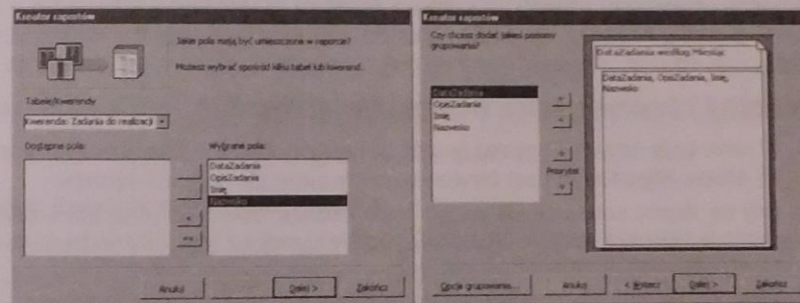 Kreator raportów
Jakie pola mają być umieszczone w raporcie?
Możesz wybrać spośród kilku tabel lub kwerend.
Tabele/Kwerendy
Kwerenda: Zadania do realizacji
Dostępne pola:
Wybrane pola:
DataZadania
OpisZadania
Imię
Nazwisko
<
<<
Anuluj
Dalej >
Zakończ
Kreator raportów
Czy chcesz dodać jakieś poziomy
grupowania?
DataZadania
OpisZadania
Imię
Nazwisko
>
<
Priorytet
DataZadania według Miesiąc
DataZadania, OpisZadania, Imię,
Nazwisko
Opcje grupowania...
Anuluj
< Wstecz
Dalej >
Zakończ